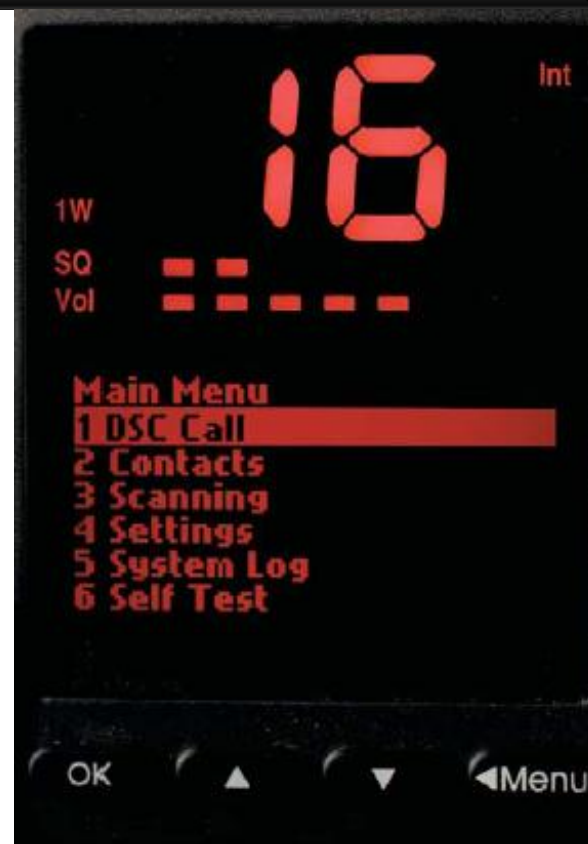 16 Int
1W
SQ
Vol
Main Menu
1 DSC Call
2 Contacts
3 Scanning
4 Settings
5 System Log
6 Self Test
OK ▲ ▼ ◀Menu